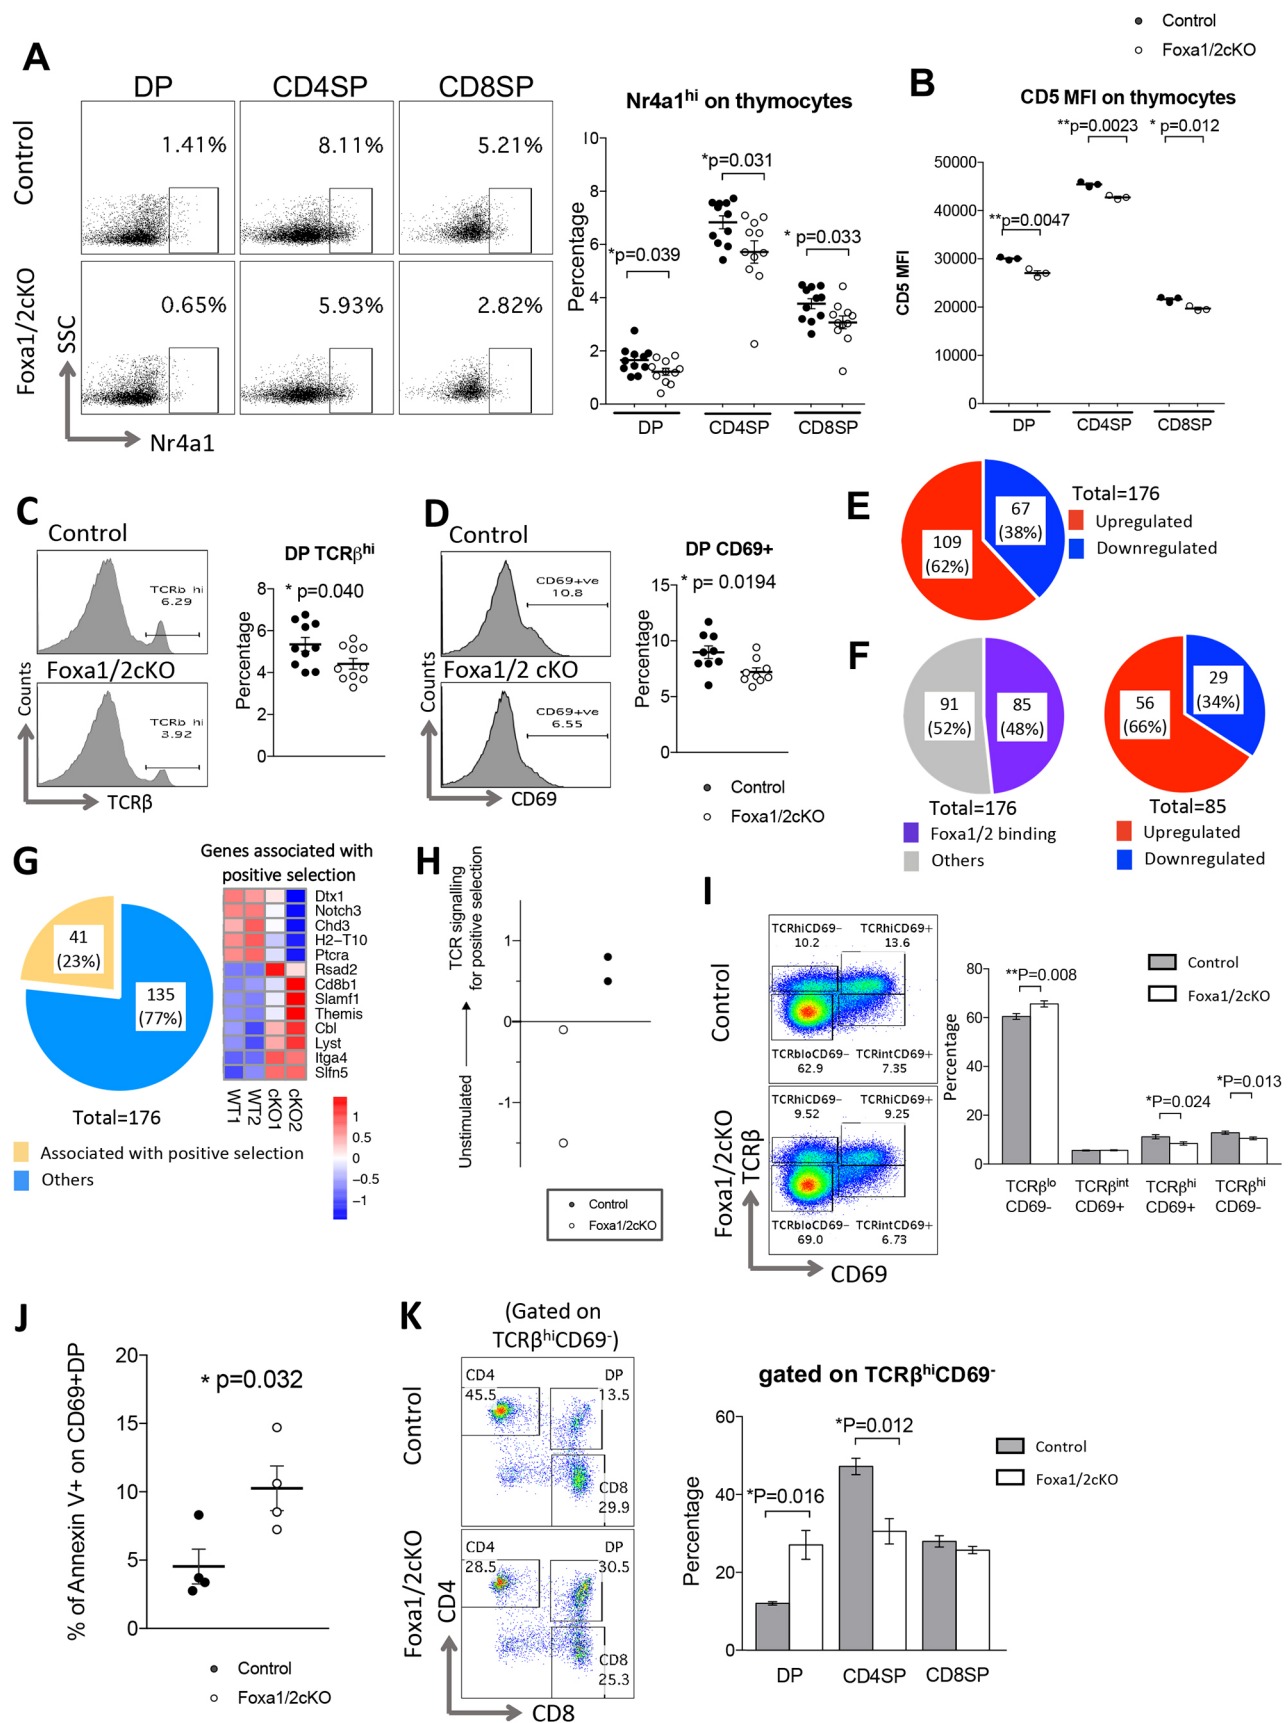 Control
Foxa1/2cKO
A
DP CD4SP CD8SP
Control
1.41% 8.11% 5.21%
Foxa1/2cKO
0.65% 5.93% 2.82%
SSC
Nr4a1
Nr4a1hi on thymocytes
Percentage
10
8
6
4
2
0
*p=0.039
*p=0.031
* p=0.033
DP CD4SP CD8SP
B
CD5 MFI on thymocytes
**p=0.0023 * p=0.012
**p=0.0047
CD5 MFI
50000
40000
30000
20000
10000
0
DP CD4SP CD8SP
C
Control
TCRb hi
6.29
Foxa1/2cKO
TCRb hi
3.92
Counts
TCRβ
DP TCRβhi
* p=0.040
Percentage
8
6
4
2
0
D
Control
CD69+ve
10.8
Foxa1/2 cKO
CD69+ve
6.55
Counts
CD69
DP CD69+
* p= 0.0194
Percentage
15
10
5
0
Control
Foxa1/2cKO
E
67
(38%)
109
(62%)
Total=176
Upregulated
Downregulated
F
91
(52%)
85
(48%)
Total=176
Foxa1/2 binding
Others
29
(34%)
56
(66%)
Total=85
Upregulated
Downregulated
G
41
(23%)
135
(77%)
Total=176
Associated with positive selection
Others
Genes associated with
positive selection
Dtx1
Notch3
Chd3
H2−T10
Ptcra
Rsad2
Cd8b1
Slamf1
Themis
Cbl
Lyst
Itga4
Slfn5
WT1
WT2
cKO1
cKO2
1
0.5
0
−0.5
−1
H
TCR signalling
for positive selection
Unstimulated
1
0
-1
Control
Foxa1/2cKO
I
Control
TCRhiCD69- TCRhiCD69+
10.2 13.6
TCRbloCD69- TCRintCD69+
62.9 7.35
Foxa1/2cKO
TCRhiCD69- TCRhiCD69+
9.52 9.25
TCRbloCD69- TCRintCD69+
69.0 6.73
TCRβ
CD69
Percentage
80
60
40
20
0
**P=0.008
*P=0.024
*P=0.013
Control
Foxa1/2cKO
TCRβlo TCRβint TCRβhi TCRβhi
CD69- CD69+ CD69+ CD69-
J
% of Annexin V+ on CD69+DP
20
15
10
5
0
* p=0.032
Control
Foxa1/2cKO
K
(Gated on
TCRβhiCD69-)
Control
CD4 DP
45.5 13.5
CD8
29.9
Foxa1/2cKO
CD4 DP
28.5 30.5
CD8
25.3
CD4
CD8
gated on TCRβhiCD69-
Percentage
60
40
20
0
*P=0.016
*P=0.012
Control
Foxa1/2cKO
DP CD4SP CD8SP